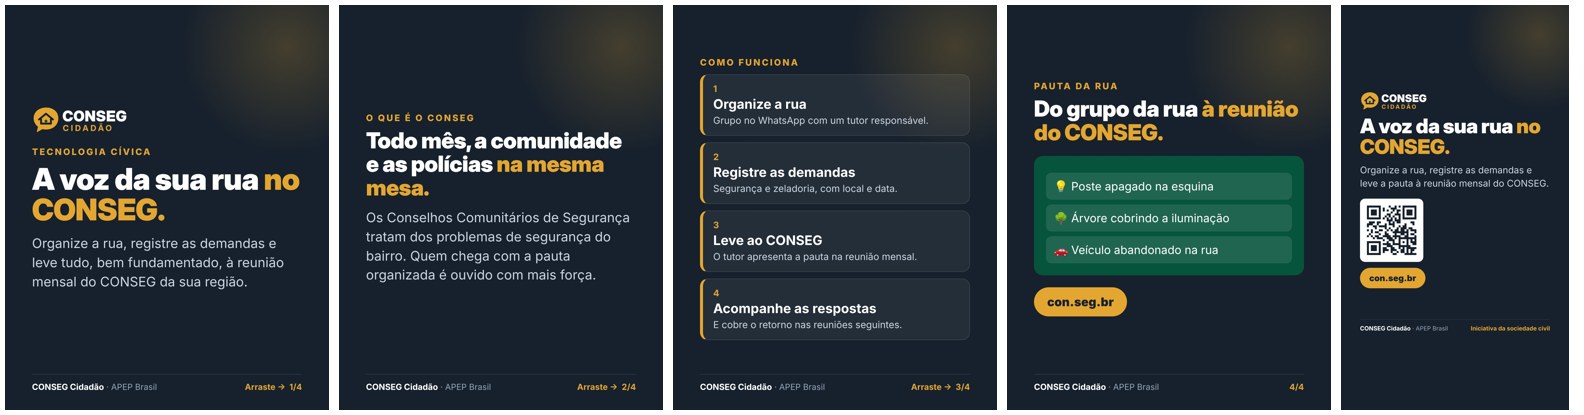 CONSEG
CIDADÃO
TECNOLOGIA CÍVICA
A voz da sua rua no
CONSEG.
Organize a rua, registre as demandas e
leve tudo, bem fundamentado, à reunião
mensal do CONSEG da sua região.
CONSEG Cidadão · APEP Brasil
Arraste → 1/4
O QUE É O CONSEG
Todo mês, a comunidade
e as polícias na mesma
mesa.
Os Conselhos Comunitários de Segurança
tratam dos problemas de segurança do
bairro. Quem chega com a pauta
organizada é ouvido com mais força.
CONSEG Cidadão · APEP Brasil
Arraste → 2/4
COMO FUNCIONA
1
Organize a rua
Grupo no WhatsApp com um tutor responsável.
2
Registre as demandas
Segurança e zeladoria, com local e data.
3
Leve ao CONSEG
O tutor apresenta a pauta na reunião mensal.
4
Acompanhe as respostas
E cobre o retorno nas reuniões seguintes.
CONSEG Cidadão · APEP Brasil
Arraste → 3/4
PAUTA DA RUA
Do grupo da rua à reunião
do CONSEG.
Poste apagado na esquina
Árvore cobrindo a iluminação
Veículo abandonado na rua
con.seg.br
CONSEG Cidadão · APEP Brasil
4/4
CONSEG
CIDADÃO
A voz da sua rua no
CONSEG.
Organize a rua, registre as demandas e
leve a pauta à reunião mensal do CONSEG.
con.seg.br
CONSEG Cidadão · APEP Brasil
Iniciativa da sociedade civil